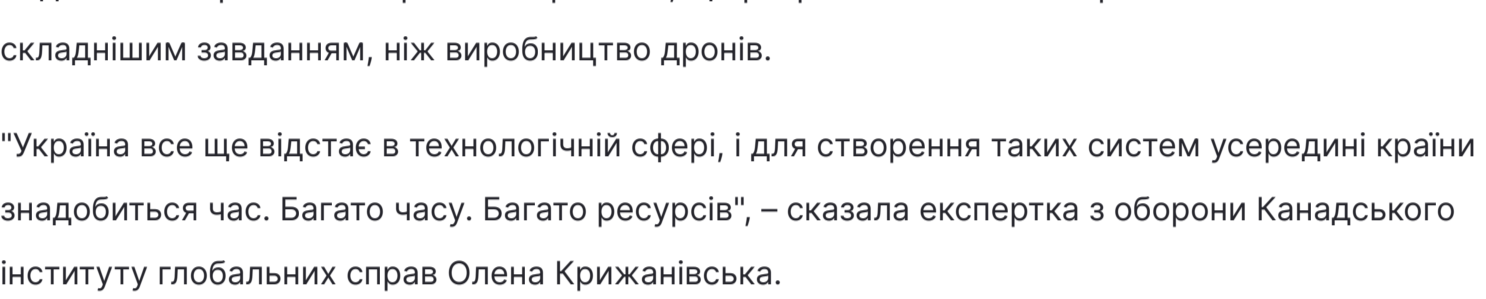 складнішим завданням, ніж виробництво дронів.
"Україна все ще відстає в технологічній сфері, і для створення таких систем усередині країни
знадобиться час. Багато часу. Багато ресурсів", – сказала експертка з оборони Канадського
інституту глобальних справ Олена Крижанівська.